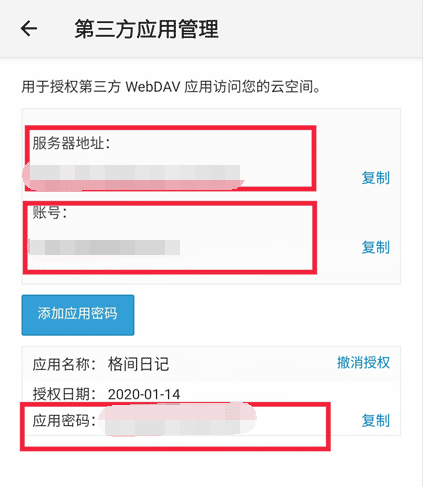 第三方应用管理
用于授权第三方 WebDAV 应用访问您的云空间。
服务器地址：
复制
账号：
复制
添加应用密码
应用名称： 格间日记 撤消授权
授权日期： 2020-01-14
应用密码： 复制